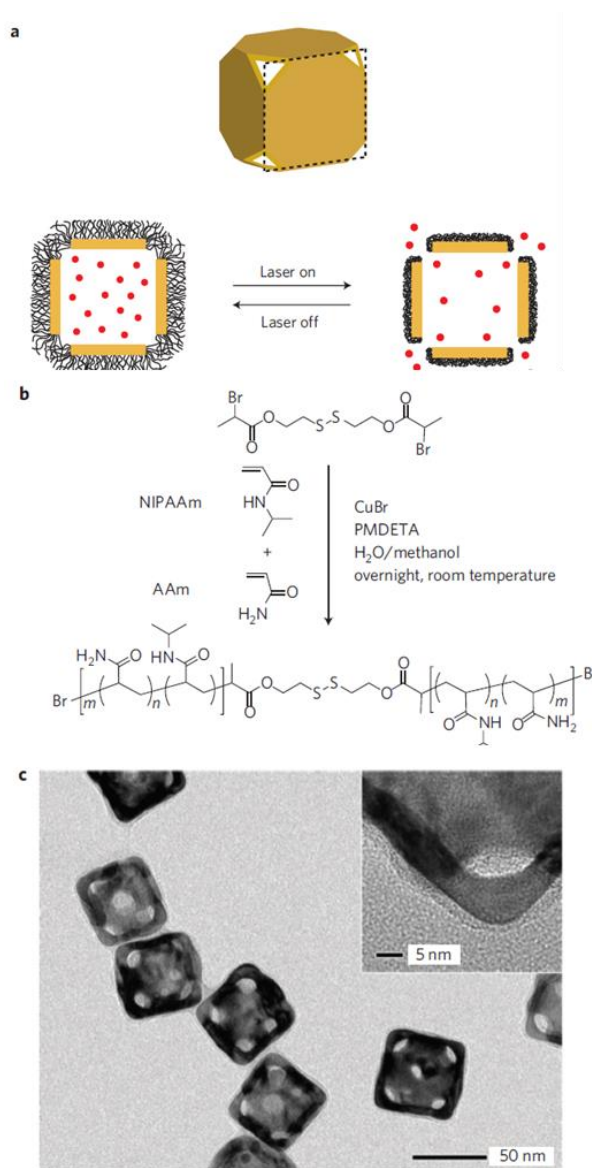 a
Laser on
Laser off
b
Br
O
O
S
S
O
O
Br
NIPAAm
O
HN
+
AAm
O
H₂N
CuBr
PMDETA
H₂O/methanol
overnight, room temperature
H₂N
O
HN
O
Br
m
n
O
O
S
S
O
O
n
m
B
O
NH
O
NH₂
c
5 nm
50 nm